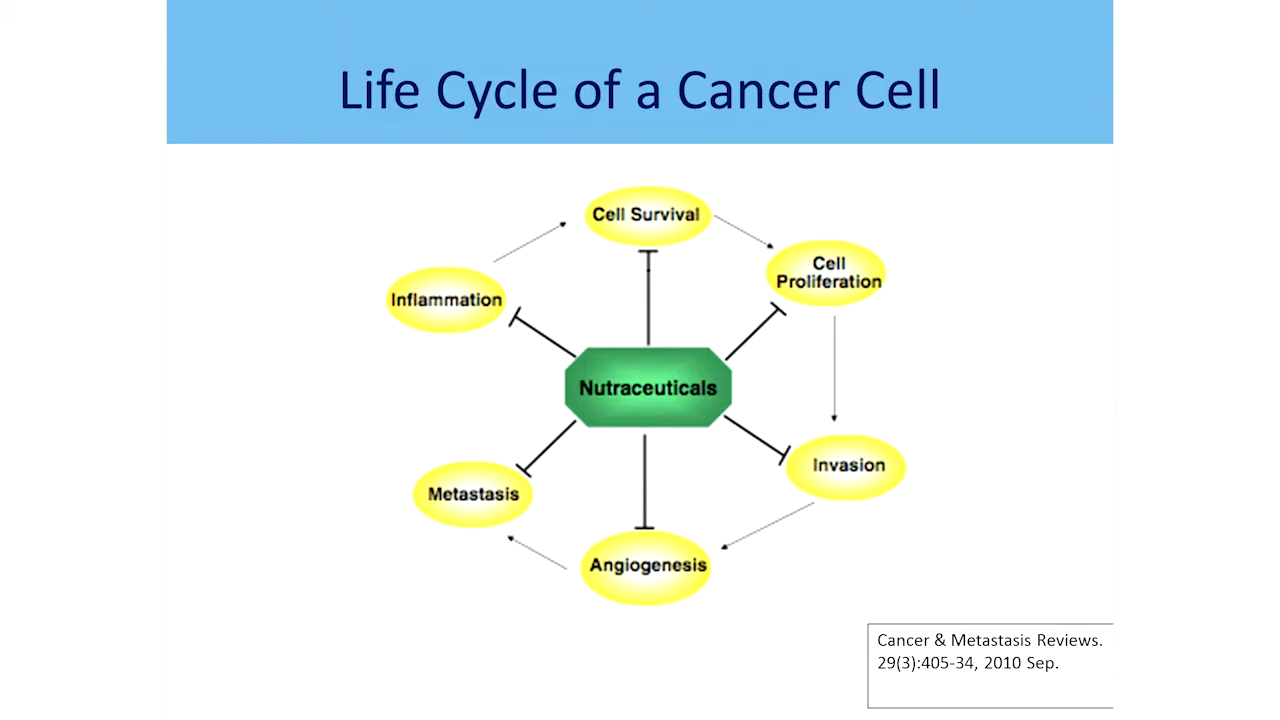 Life Cycle of a Cancer Cell
Cell Survival
Cell
Proliferation
Inflammation
Nutraceuticals
Invasion
Metastasis
Angiogenesis
Cancer & Metastasis Reviews.
29(3):405-34, 2010 Sep.